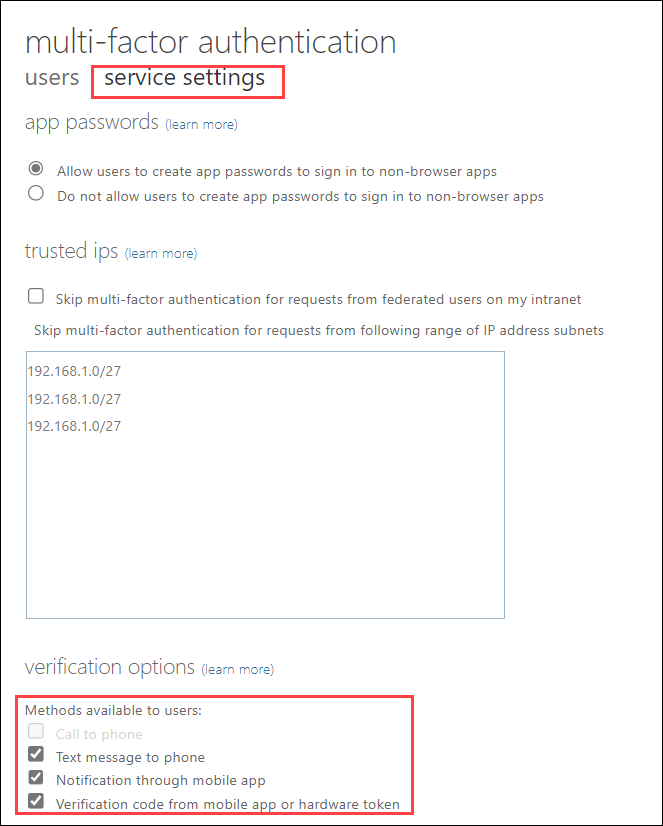 multi-factor authentication
users service settings
app passwords (learn more)
Allow users to create app passwords to sign in to non-browser apps
Do not allow users to create app passwords to sign in to non-browser apps
trusted ips (learn more)
Skip multi-factor authentication for requests from federated users on my intranet
Skip multi-factor authentication for requests from following range of IP address subnets
192.168.1.0/27
192.168.1.0/27
192.168.1.0/27
verification options (learn more)
Methods available to users:
Call to phone
Text message to phone
Notification through mobile app
Verification code from mobile app or hardware token